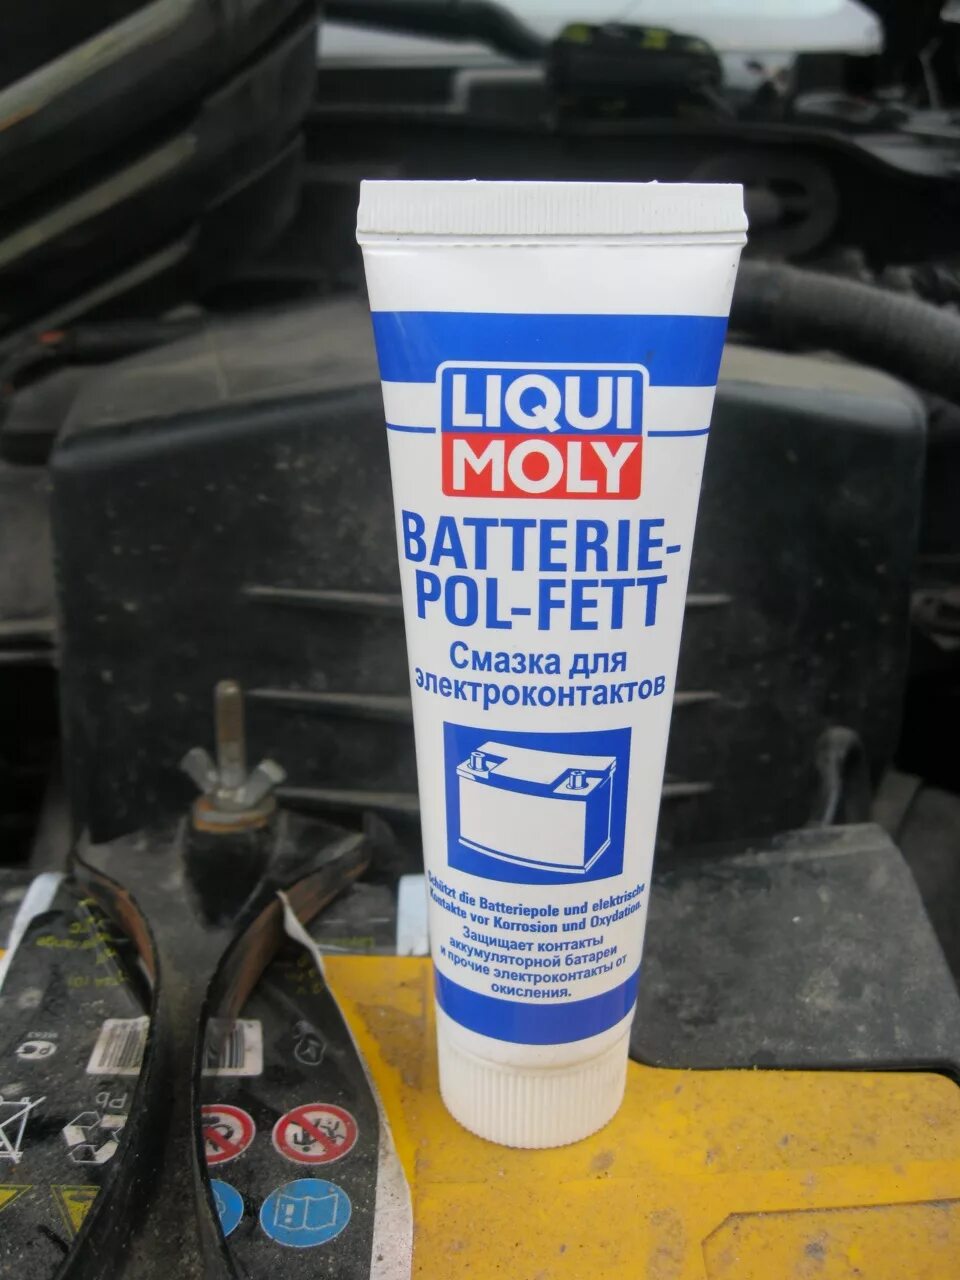 LIQUI
MOLY
BATTERIE-
POL-FETT
Смазка для
электроконтактов
Schützt die Batteriepole und elektrische
Kontakte vor Korrosion und Oxydation.
Защищает контакты
аккумуляторной батареи
и прочие электроконтакты от
окисления.
Pb